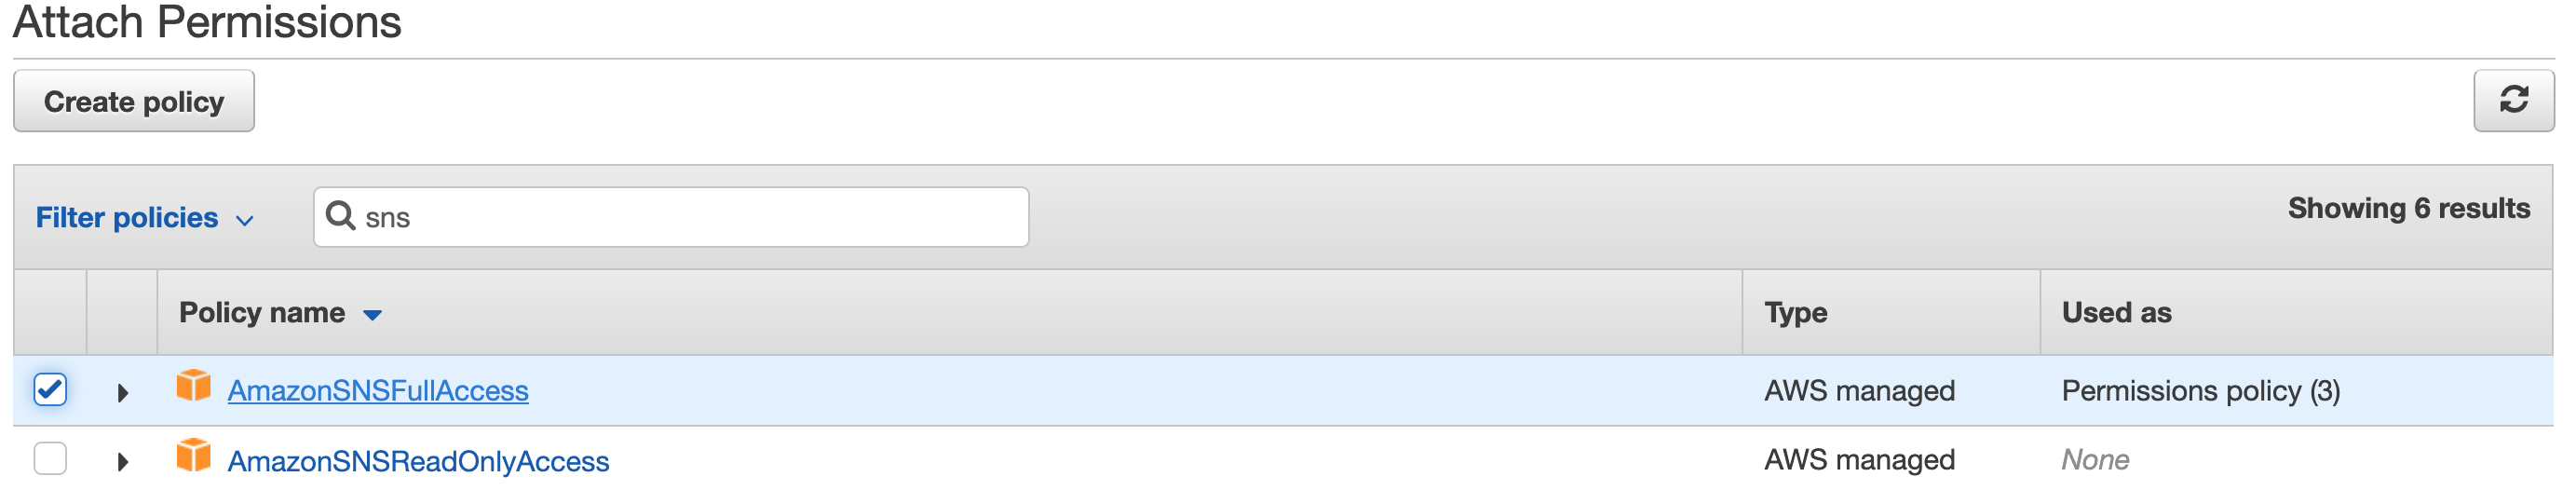 Attach Permissions
Create policy
Filter policies
sns
Showing 6 results
Policy name Type Used as
AmazonSNSFullAccess AWS managed Permissions policy (3)
AmazonSNSReadOnlyAccess AWS managed None